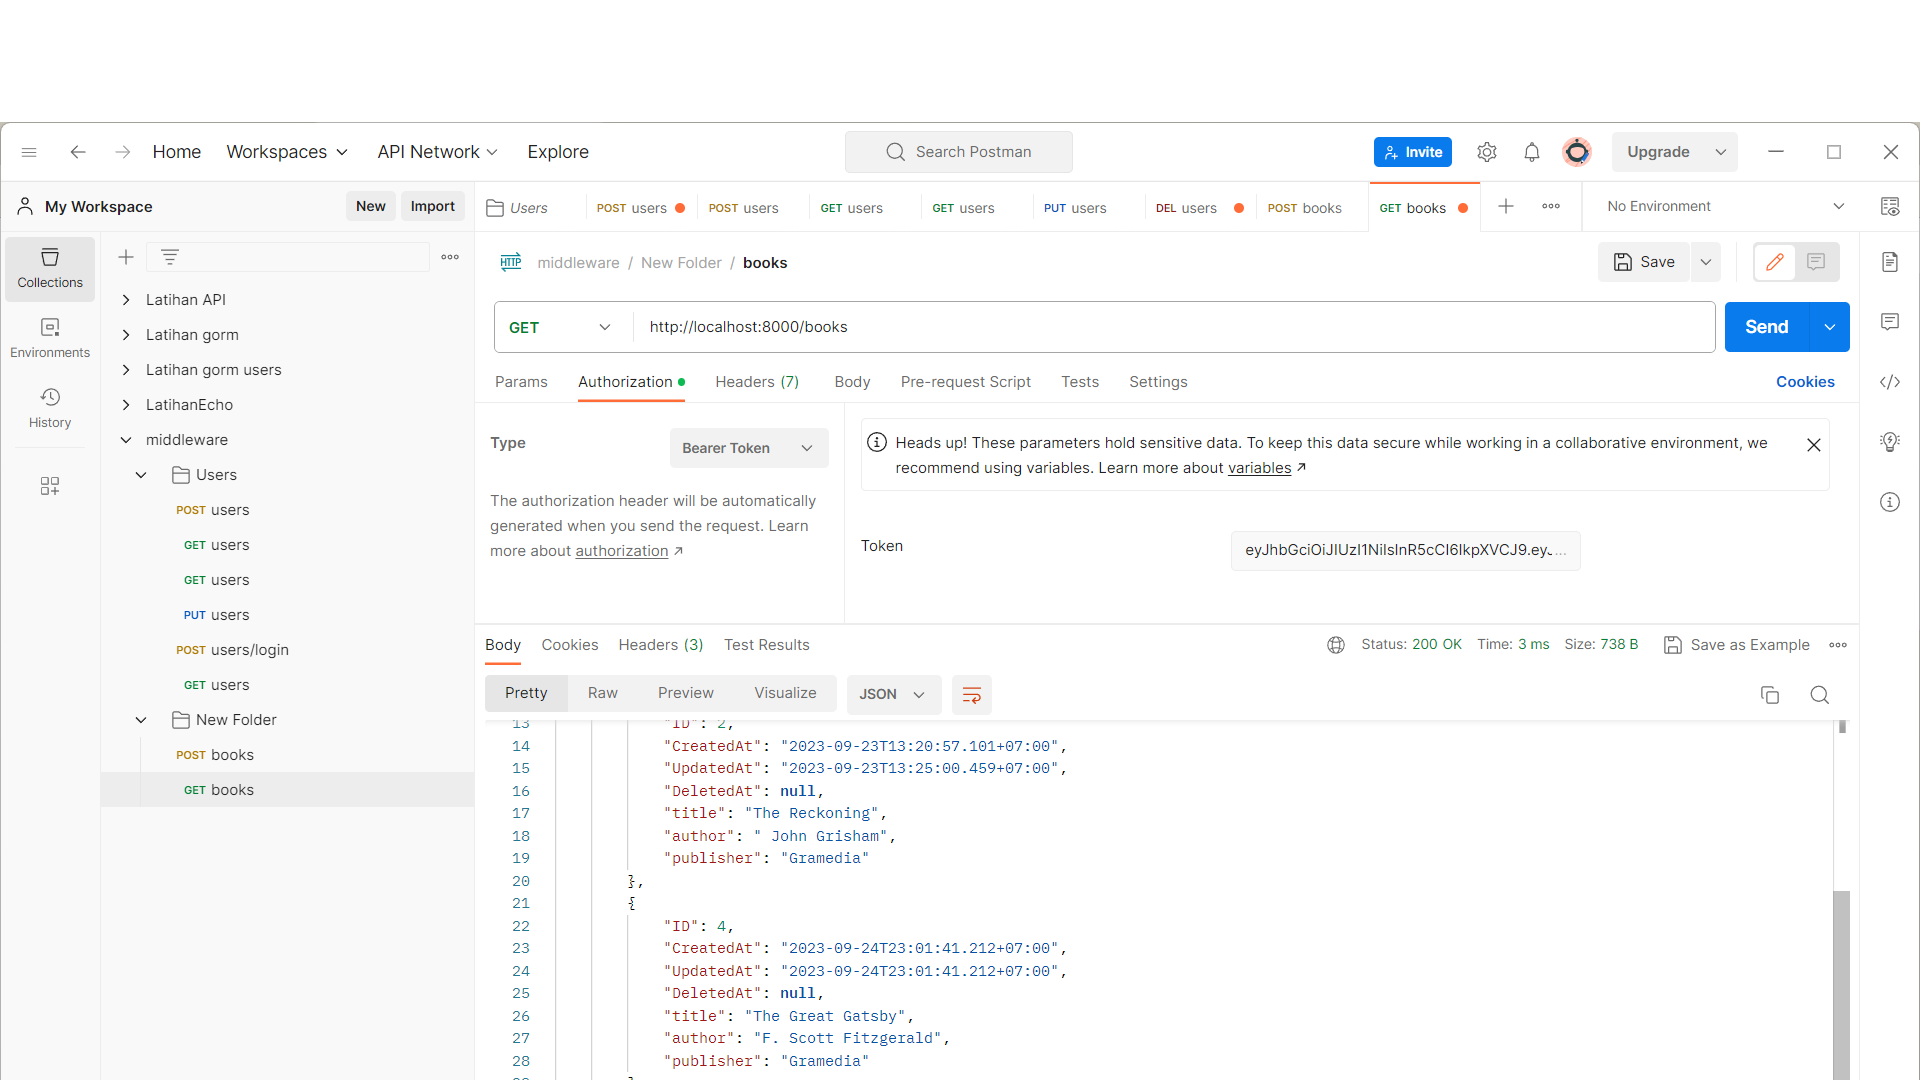 Home Workspaces API Network Explore Search Postman Invite Upgrade
My Workspace New Import Users POST users POST users GET users GET users PUT users DEL users POST books GET books No Environment
Collections
Environments
History
Latihan API
Latihan gorm
Latihan gorm users
LatihanEcho
middleware
Users
POST users
GET users
GET users
PUT users
POST users/login
GET users
New Folder
POST books
GET books
HTTP middleware / New Folder / books Save
GET http://localhost:8000/books Send
Params Authorization Headers (7) Body Pre-request Script Tests Settings Cookies
Type Bearer Token
The authorization header will be automatically
generated when you send the request. Learn
more about authorization ↗
Heads up! These parameters hold sensitive data. To keep this data secure while working in a collaborative environment, we
recommend using variables. Learn more about variables ↗
Token eyJhbGciOiJIUzI1NiIsInR5cCI6IkpXVCJ9.eyJ...
Body Cookies Headers (3) Test Results Status: 200 OK Time: 3 ms Size: 738 B Save as Example
Pretty Raw Preview Visualize JSON
13 "ID": 2,
14 "CreatedAt": "2023-09-23T13:20:57.101+07:00",
15 "UpdatedAt": "2023-09-23T13:25:00.459+07:00",
16 "DeletedAt": null,
17 "title": "The Reckoning",
18 "author": " John Grisham",
19 "publisher": "Gramedia"
20 },
21 {
22 "ID": 4,
23 "CreatedAt": "2023-09-24T23:01:41.212+07:00",
24 "UpdatedAt": "2023-09-24T23:01:41.212+07:00",
25 "DeletedAt": null,
26 "title": "The Great Gatsby",
27 "author": "F. Scott Fitzgerald",
28 "publisher": "Gramedia"